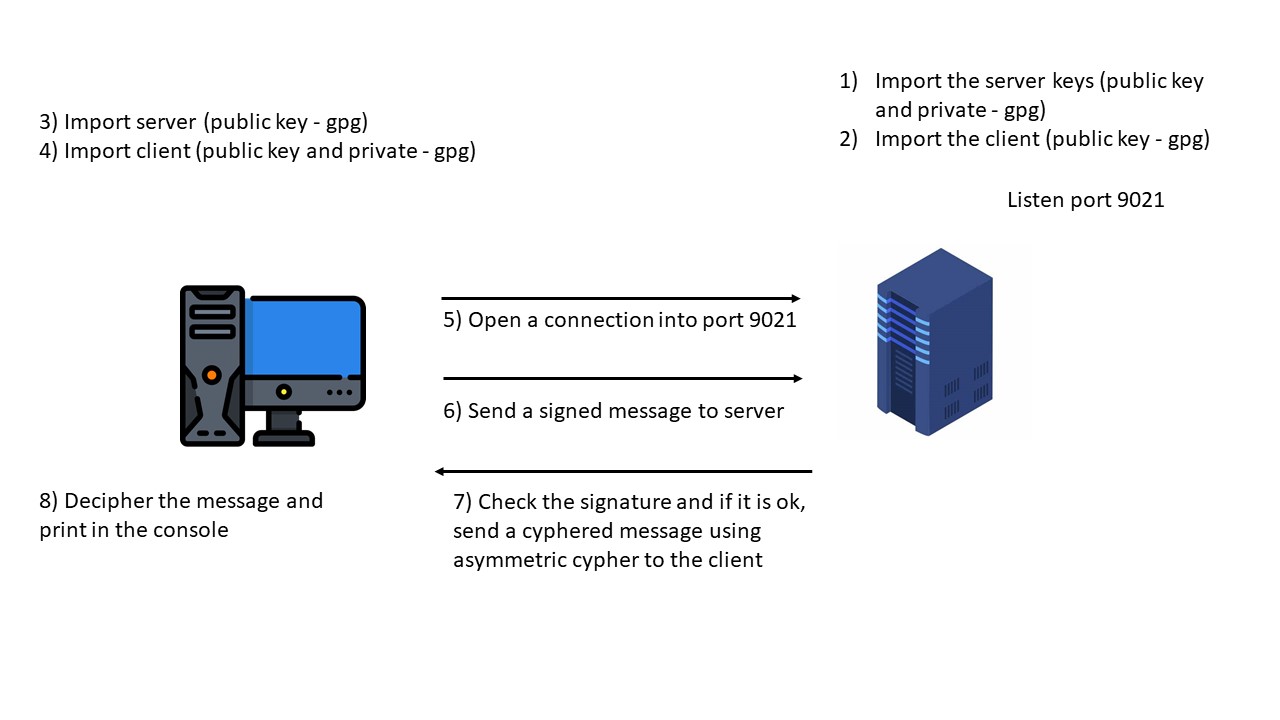 1) Import the server keys (public key
and private - gpg)
2) Import the client (public key - gpg)
3) Import server (public key - gpg)
4) Import client (public key and private - gpg)
Listen port 9021
5) Open a connection into port 9021
6) Send a signed message to server
7) Check the signature and if it is ok,
send a cyphered message using
asymmetric cypher to the client
8) Decipher the message and
print in the console